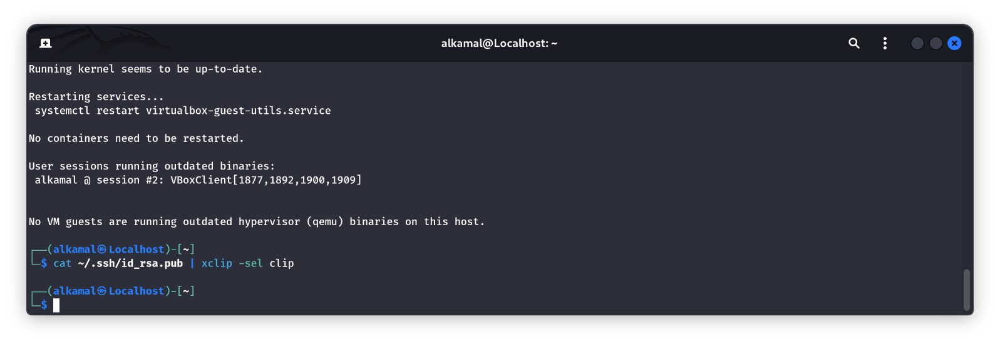 alkamal@Localhost: ~
Running kernel seems to be up-to-date.
Restarting services...
systemctl restart virtualbox-guest-utils.service
No containers need to be restarted.
User sessions running outdated binaries:
alkamal @ session #2: VBoxClient[1877,1892,1900,1909]
No VM guests are running outdated hypervisor (qemu) binaries on this host.
┌──(alkamal㉿Localhost)-[~]
└─$ cat ~/.ssh/id_rsa.pub | xclip -sel clip
┌──(alkamal㉿Localhost)-[~]
└─$